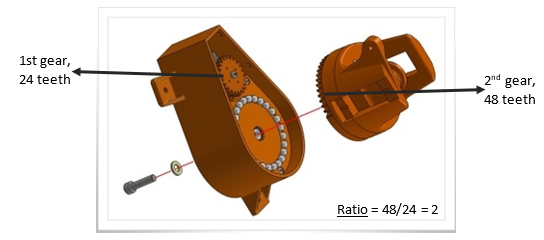 1st gear,
24 teeth
2nd gear,
48 teeth
Ratio = 48/24 = 2